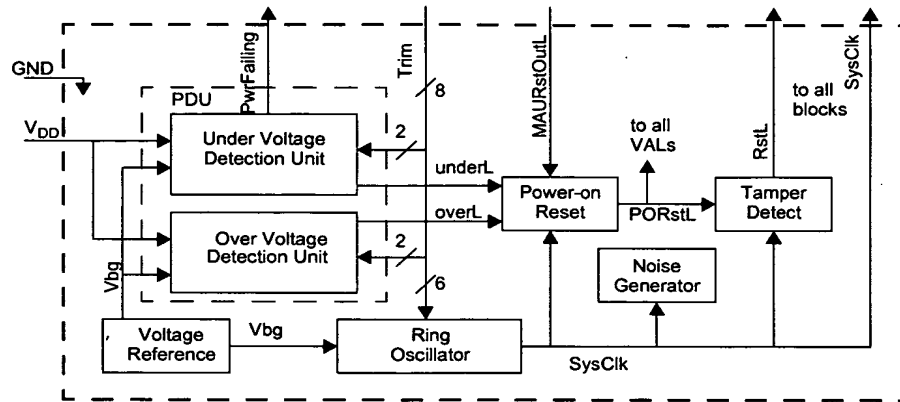 GND
VDD
PDU
PwrFailing
Trim
8
MAURstOutL
to all
VALs
RstL
to all
blocks
SysClk
Under Voltage
Detection Unit
2
underL
Power-on
Reset
PORstL
Tamper
Detect
overL
Over Voltage
Detection Unit
2
6
Vbg
Noise
Generator
Voltage
Reference
Vbg
Ring
Oscillator
SysClk